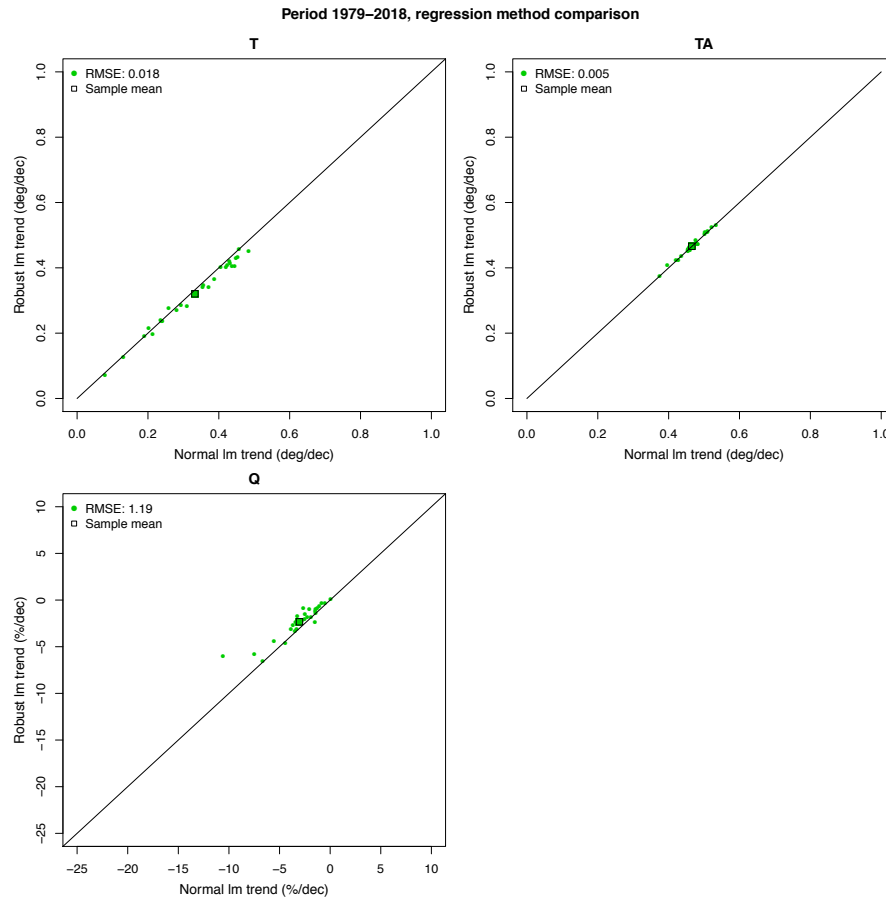 Period 1979–2018, regression method comparison
T
RMSE: 0.018
Sample mean
Robust lm trend (deg/dec)
0.0 0.2 0.4 0.6 0.8 1.0
0.0 0.2 0.4 0.6 0.8 1.0
Normal lm trend (deg/dec)
TA
RMSE: 0.005
Sample mean
Robust lm trend (deg/dec)
0.0 0.2 0.4 0.6 0.8 1.0
0.0 0.2 0.4 0.6 0.8 1.0
Normal lm trend (deg/dec)
Q
RMSE: 1.19
Sample mean
Robust lm trend (%/dec)
−25 −20 −15 −10 −5 0 5 10
−25 −20 −15 −10 −5 0 5 10
Normal lm trend (%/dec)